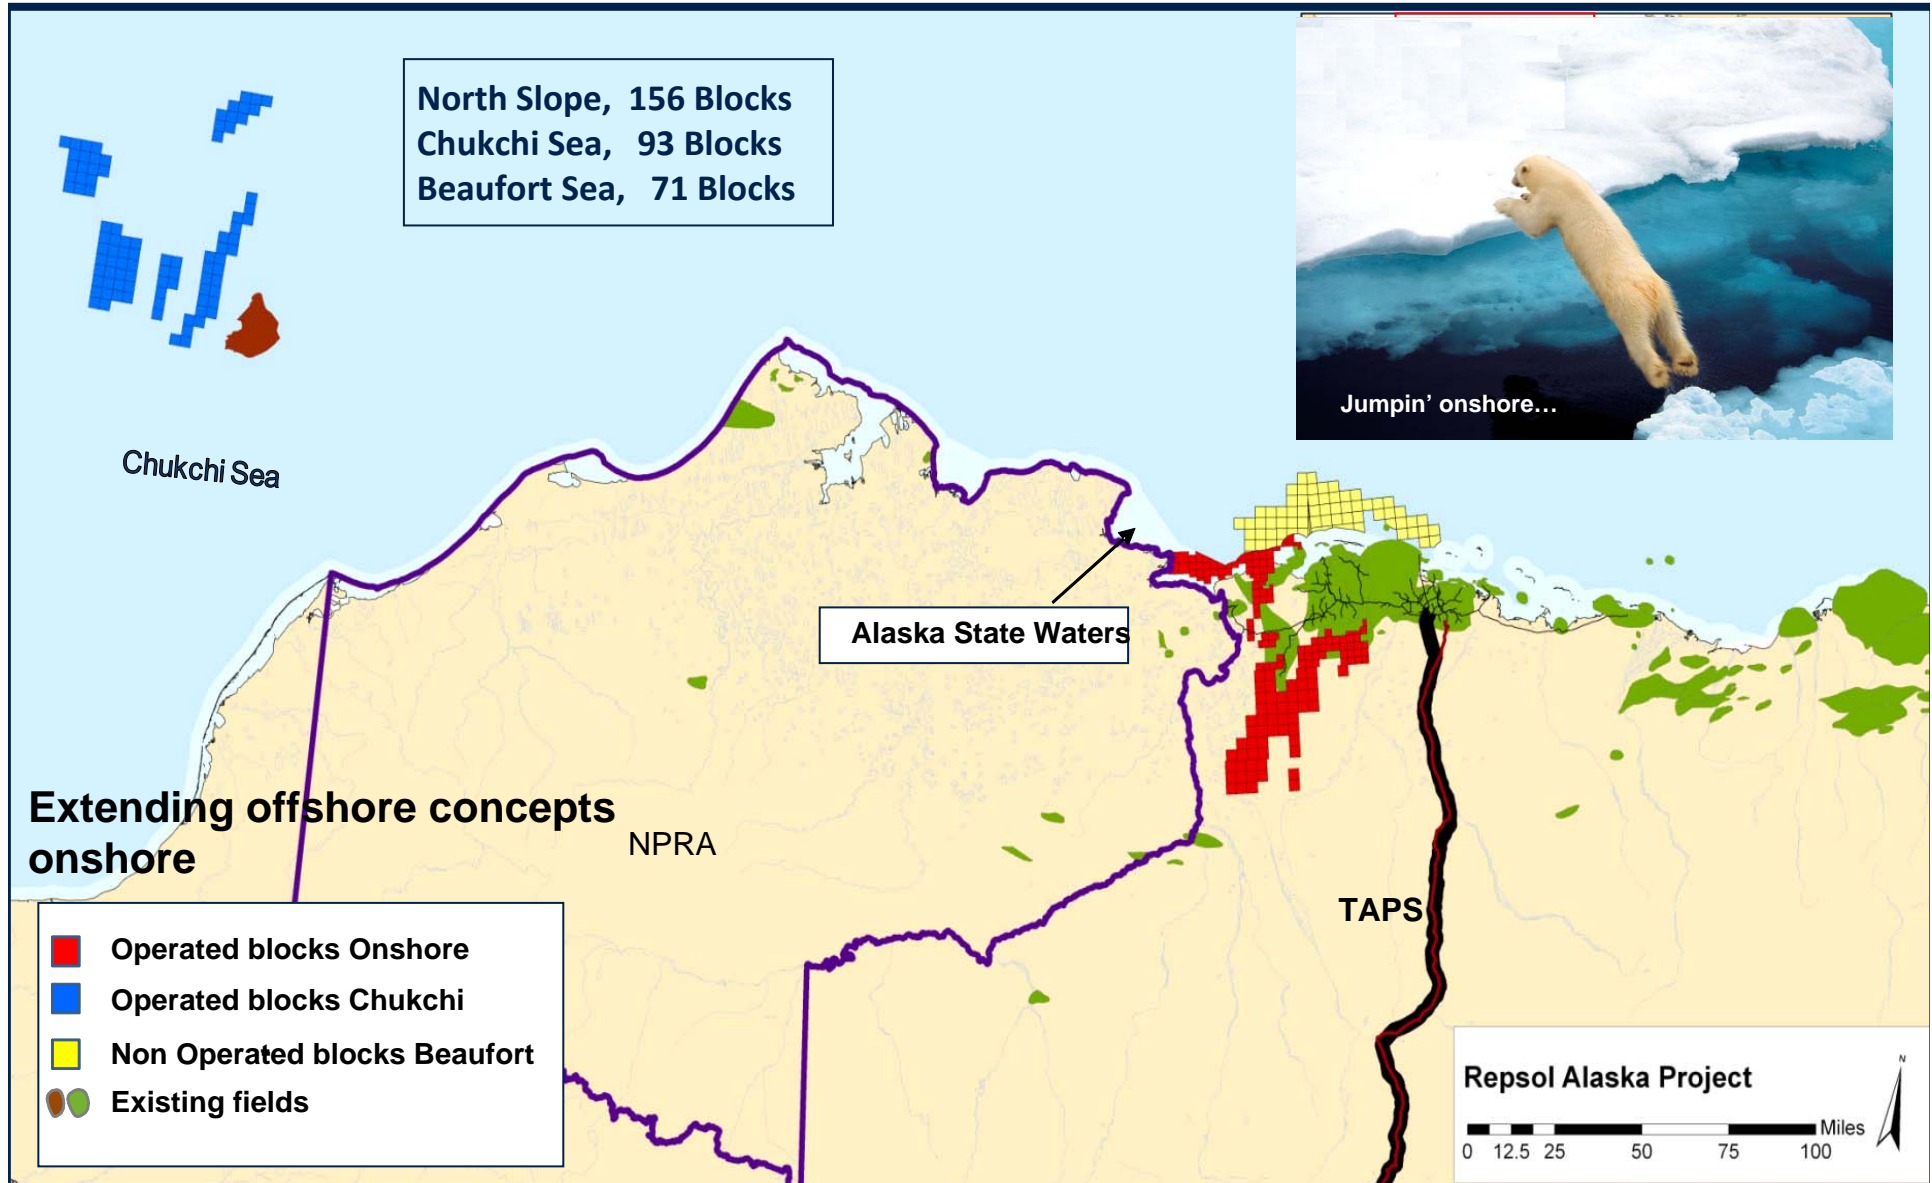 North Slope, 156 Blocks
Chukchi Sea, 93 Blocks
Beaufort Sea, 71 Blocks
Jumpin’ onshore…
Chukchi Sea
Alaska State Waters
Extending offshore concepts
onshore
NPRA
TAPS
Operated blocks Onshore
Operated blocks Chukchi
Non Operated blocks Beaufort
Existing fields
Repsol Alaska Project
N
Miles
0 12.5 25 50 75 100